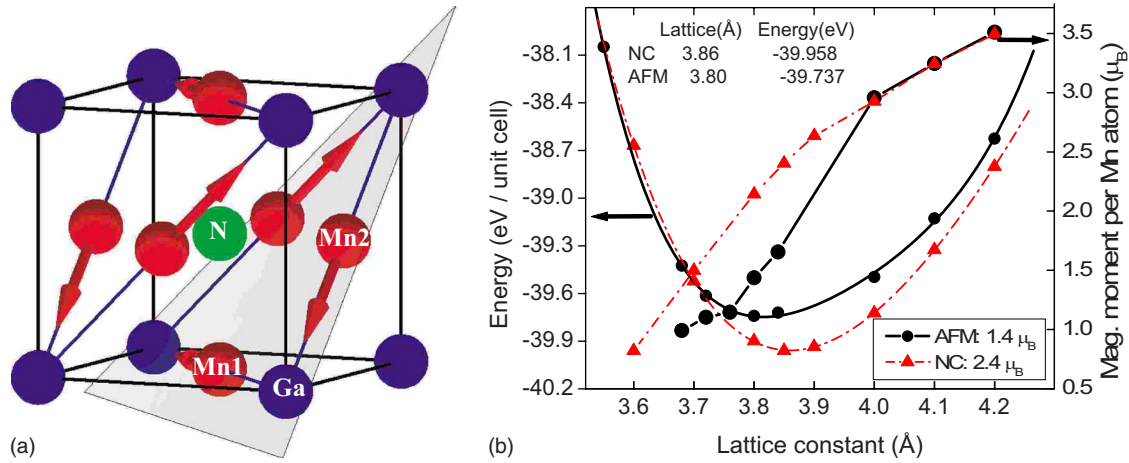 (a)
N
Mn2
Mn1
Ga
(b)
Energy (eV / unit cell)
-38.1
-38.4
-38.7
-39.0
-39.3
-39.6
-39.9
-40.2
Lattice(Å) Energy(eV)
NC 3.86 -39.958
AFM 3.80 -39.737
AFM: 1.4 μB
NC: 2.4 μB
3.6 3.7 3.8 3.9 4.0 4.1 4.2
Lattice constant (Å)
3.5
3.0
2.5
2.0
1.5
1.0
0.5
Mag. moment per Mn atom (μB)